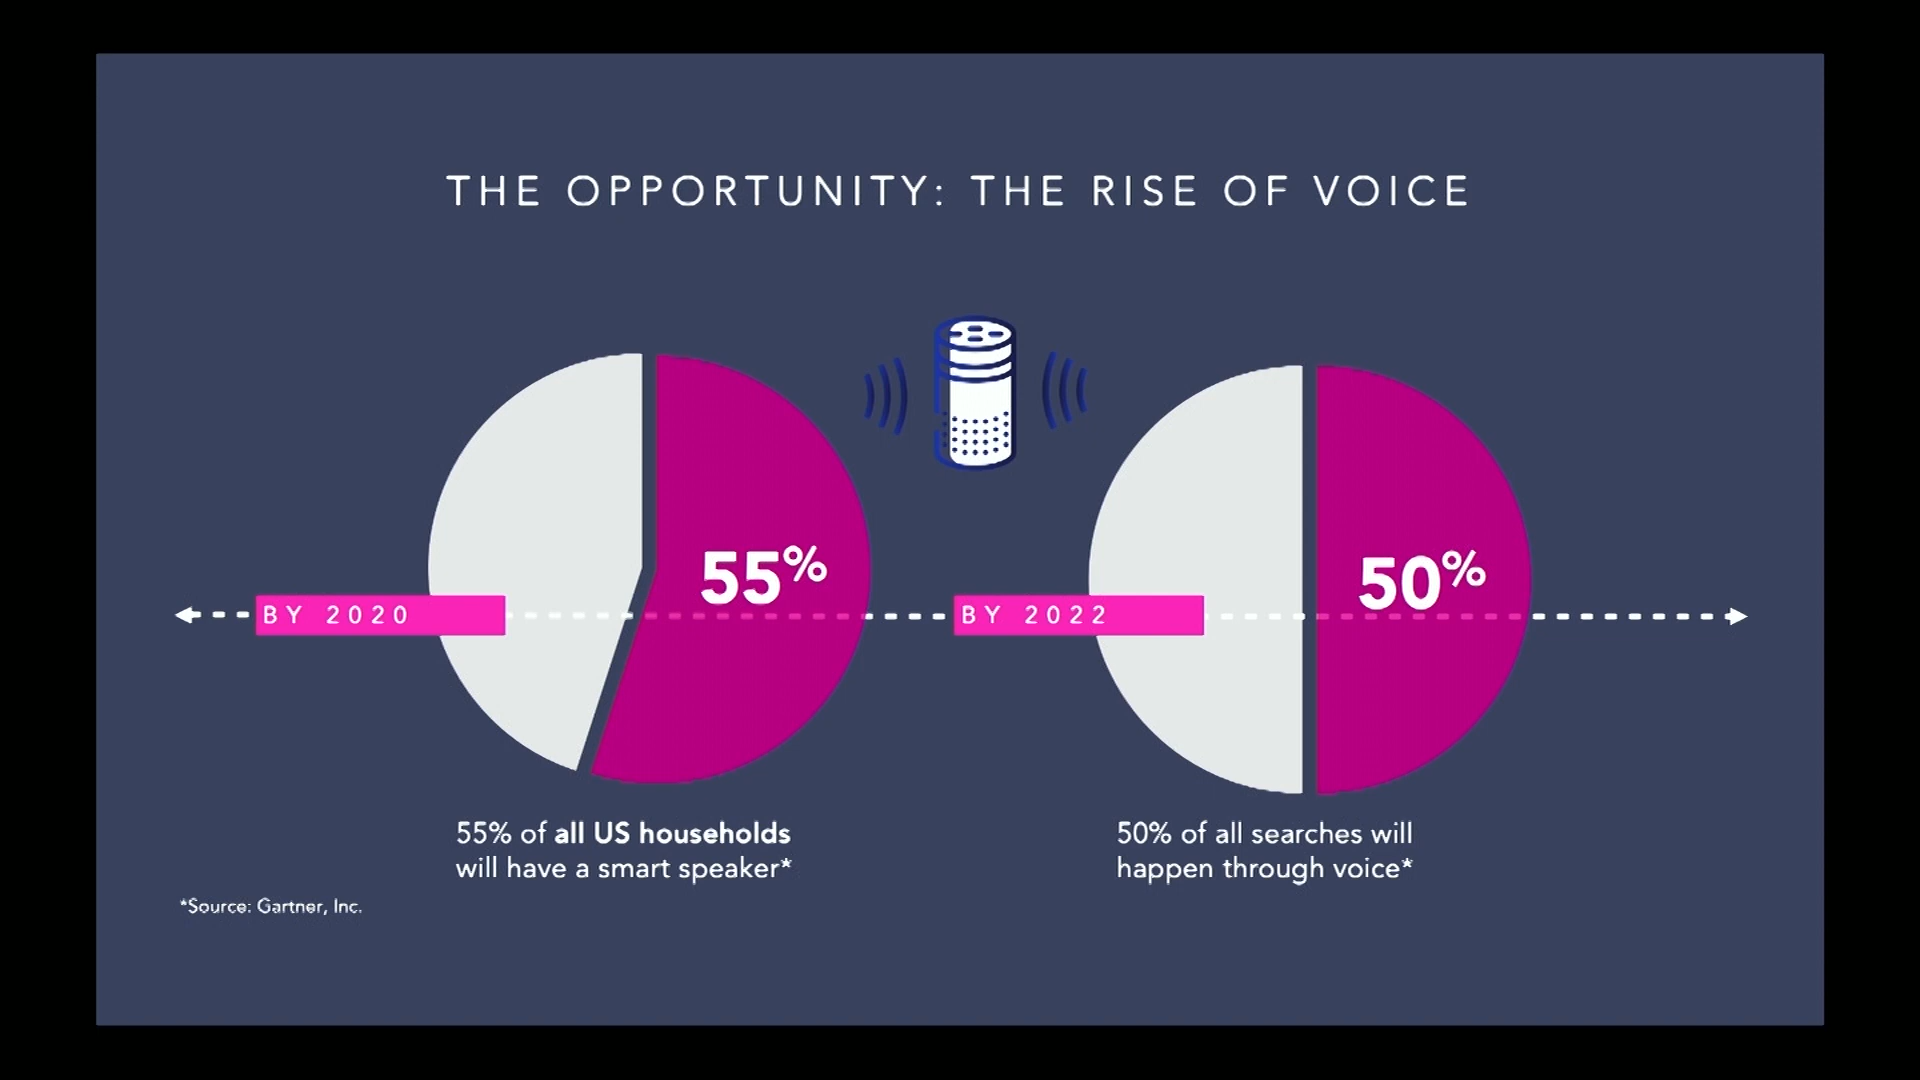 THE OPPORTUNITY: THE RISE OF VOICE
55%
50%
BY 2020
BY 2022
55% of all US households
will have a smart speaker*
50% of all searches will
happen through voice*
*Source: Gartner, Inc.